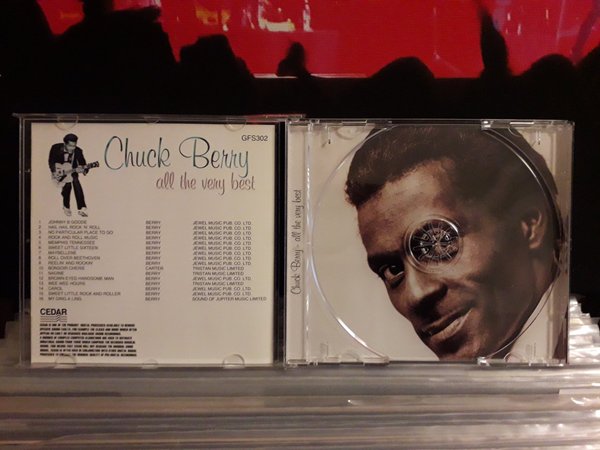 GFS302
Chuck Berry
all the very best
1 JOHNNY B GOODE BERRY JEWEL MUSIC PUB. CO. LTD
2 HAIL HAIL ROCK 'N' ROLL BERRY JEWEL MUSIC PUB. CO. LTD
3 NO PARTICULAR PLACE TO GO BERRY JEWEL MUSIC PUB. CO. LTD
4 ROCK AND ROLL MUSIC BERRY JEWEL MUSIC PUB. CO. LTD
5 MEMPHIS TENNESSEE BERRY JEWEL MUSIC PUB. CO. LTD
6 SWEET LITTLE SIXTEEN BERRY JEWEL MUSIC PUB. CO. LTD
7 MAYBELLENE BERRY JEWEL MUSIC PUB. CO. LTD
8 ROLL OVER BEETHOVEN BERRY JEWEL MUSIC PUB. CO. LTD
9 REELIN' AND ROCKIN' BERRY JEWEL MUSIC PUB. CO. LTD
10 BONSOIR CHERIE CARTER TRISTAN MUSIC LIMITED
11 NADINE BERRY JEWEL MUSIC PUB. CO. LTD
12 BROWN EYED HANDSOME MAN BERRY TRISTAN MUSIC LIMITED
13 WEE WEE HOURS BERRY TRISTAN MUSIC LIMITED
14 CAROL BERRY JEWEL MUSIC PUB. CO. LTD
15 SWEET LITTLE ROCK AND ROLLER BERRY JEWEL MUSIC PUB. CO. LTD
16 MY DING A LING BERRY SOUND OF JUPITER MUSIC LIMITED
CEDAR
Chuck Berry - all the very best